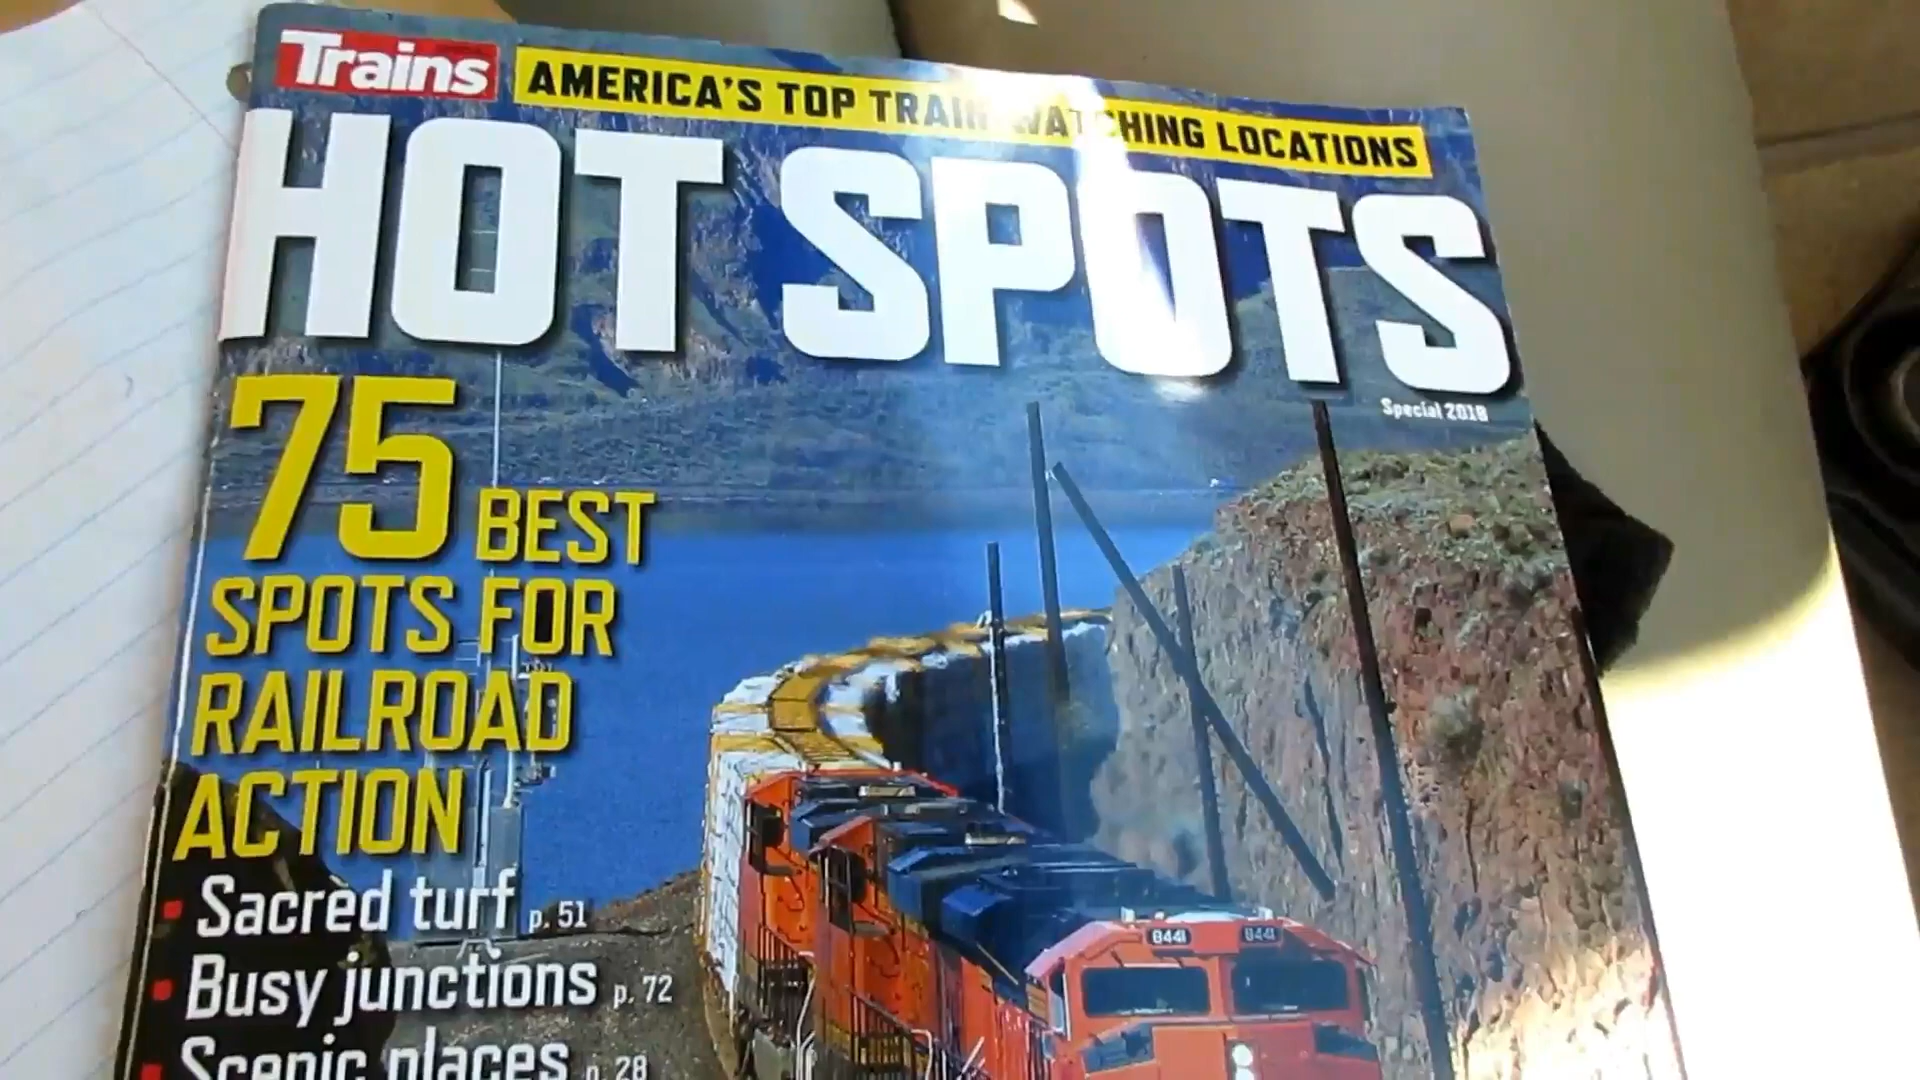 Trains
AMERICA'S TOP TRAIN WATCHING LOCATIONS
HOT SPOTS
Special 2018
75 BEST
SPOTS FOR
RAILROAD
ACTION
• Sacred turf p. 51
• Busy junctions p. 72
• Scenic places p. 28
8441 8441